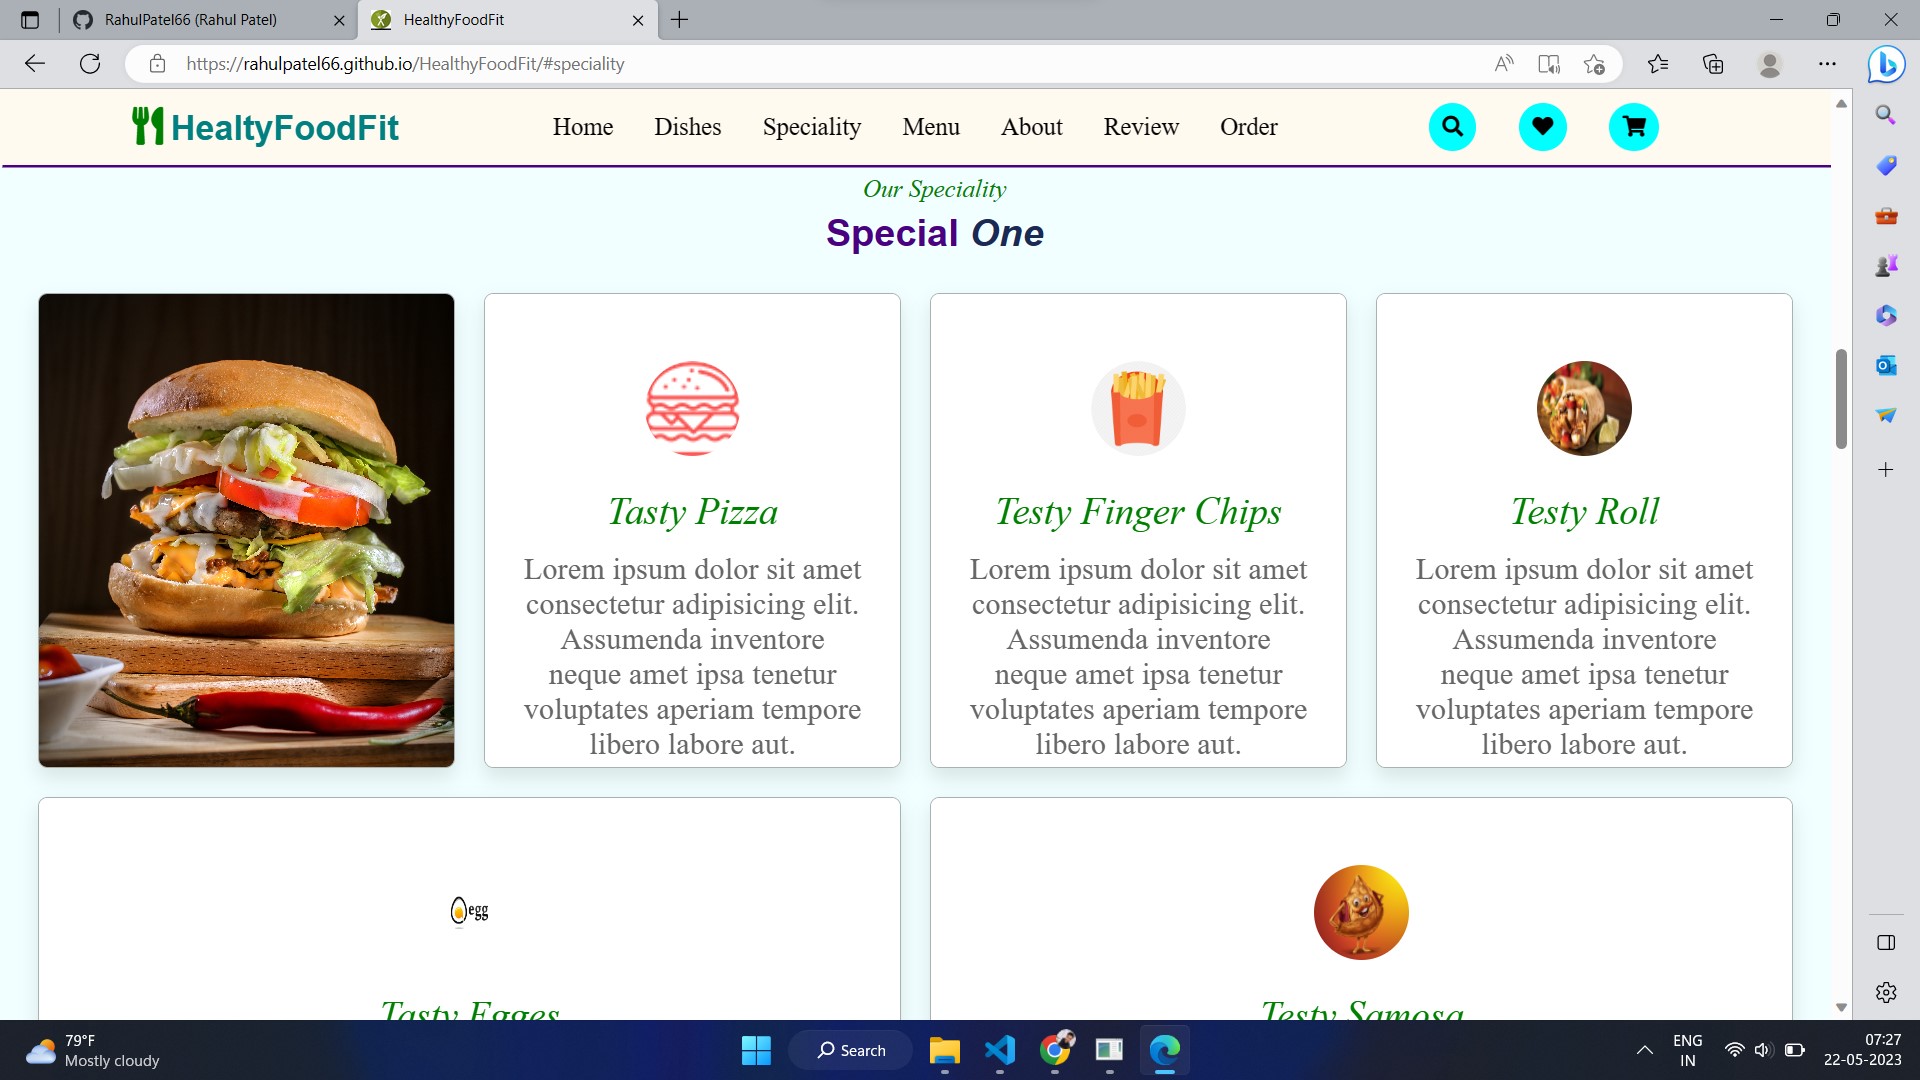 RahulPatel66 (Rahul Patel)
HealthyFoodFit
https://rahulpatel66.github.io/HealthyFoodFit/#speciality
HealtyFoodFit
Home Dishes Speciality Menu About Review Order
Our Speciality
Special One
Tasty Pizza
Lorem ipsum dolor sit amet
consectetur adipisicing elit.
Assumenda inventore
neque amet ipsa tenetur
voluptates aperiam tempore
libero labore aut.
Testy Finger Chips
Lorem ipsum dolor sit amet
consectetur adipisicing elit.
Assumenda inventore
neque amet ipsa tenetur
voluptates aperiam tempore
libero labore aut.
Testy Roll
Lorem ipsum dolor sit amet
consectetur adipisicing elit.
Assumenda inventore
neque amet ipsa tenetur
voluptates aperiam tempore
libero labore aut.
egg
Tasty Egges
Testy Samosa
79°F
Mostly cloudy
Search
ENG
IN
07:27
22-05-2023